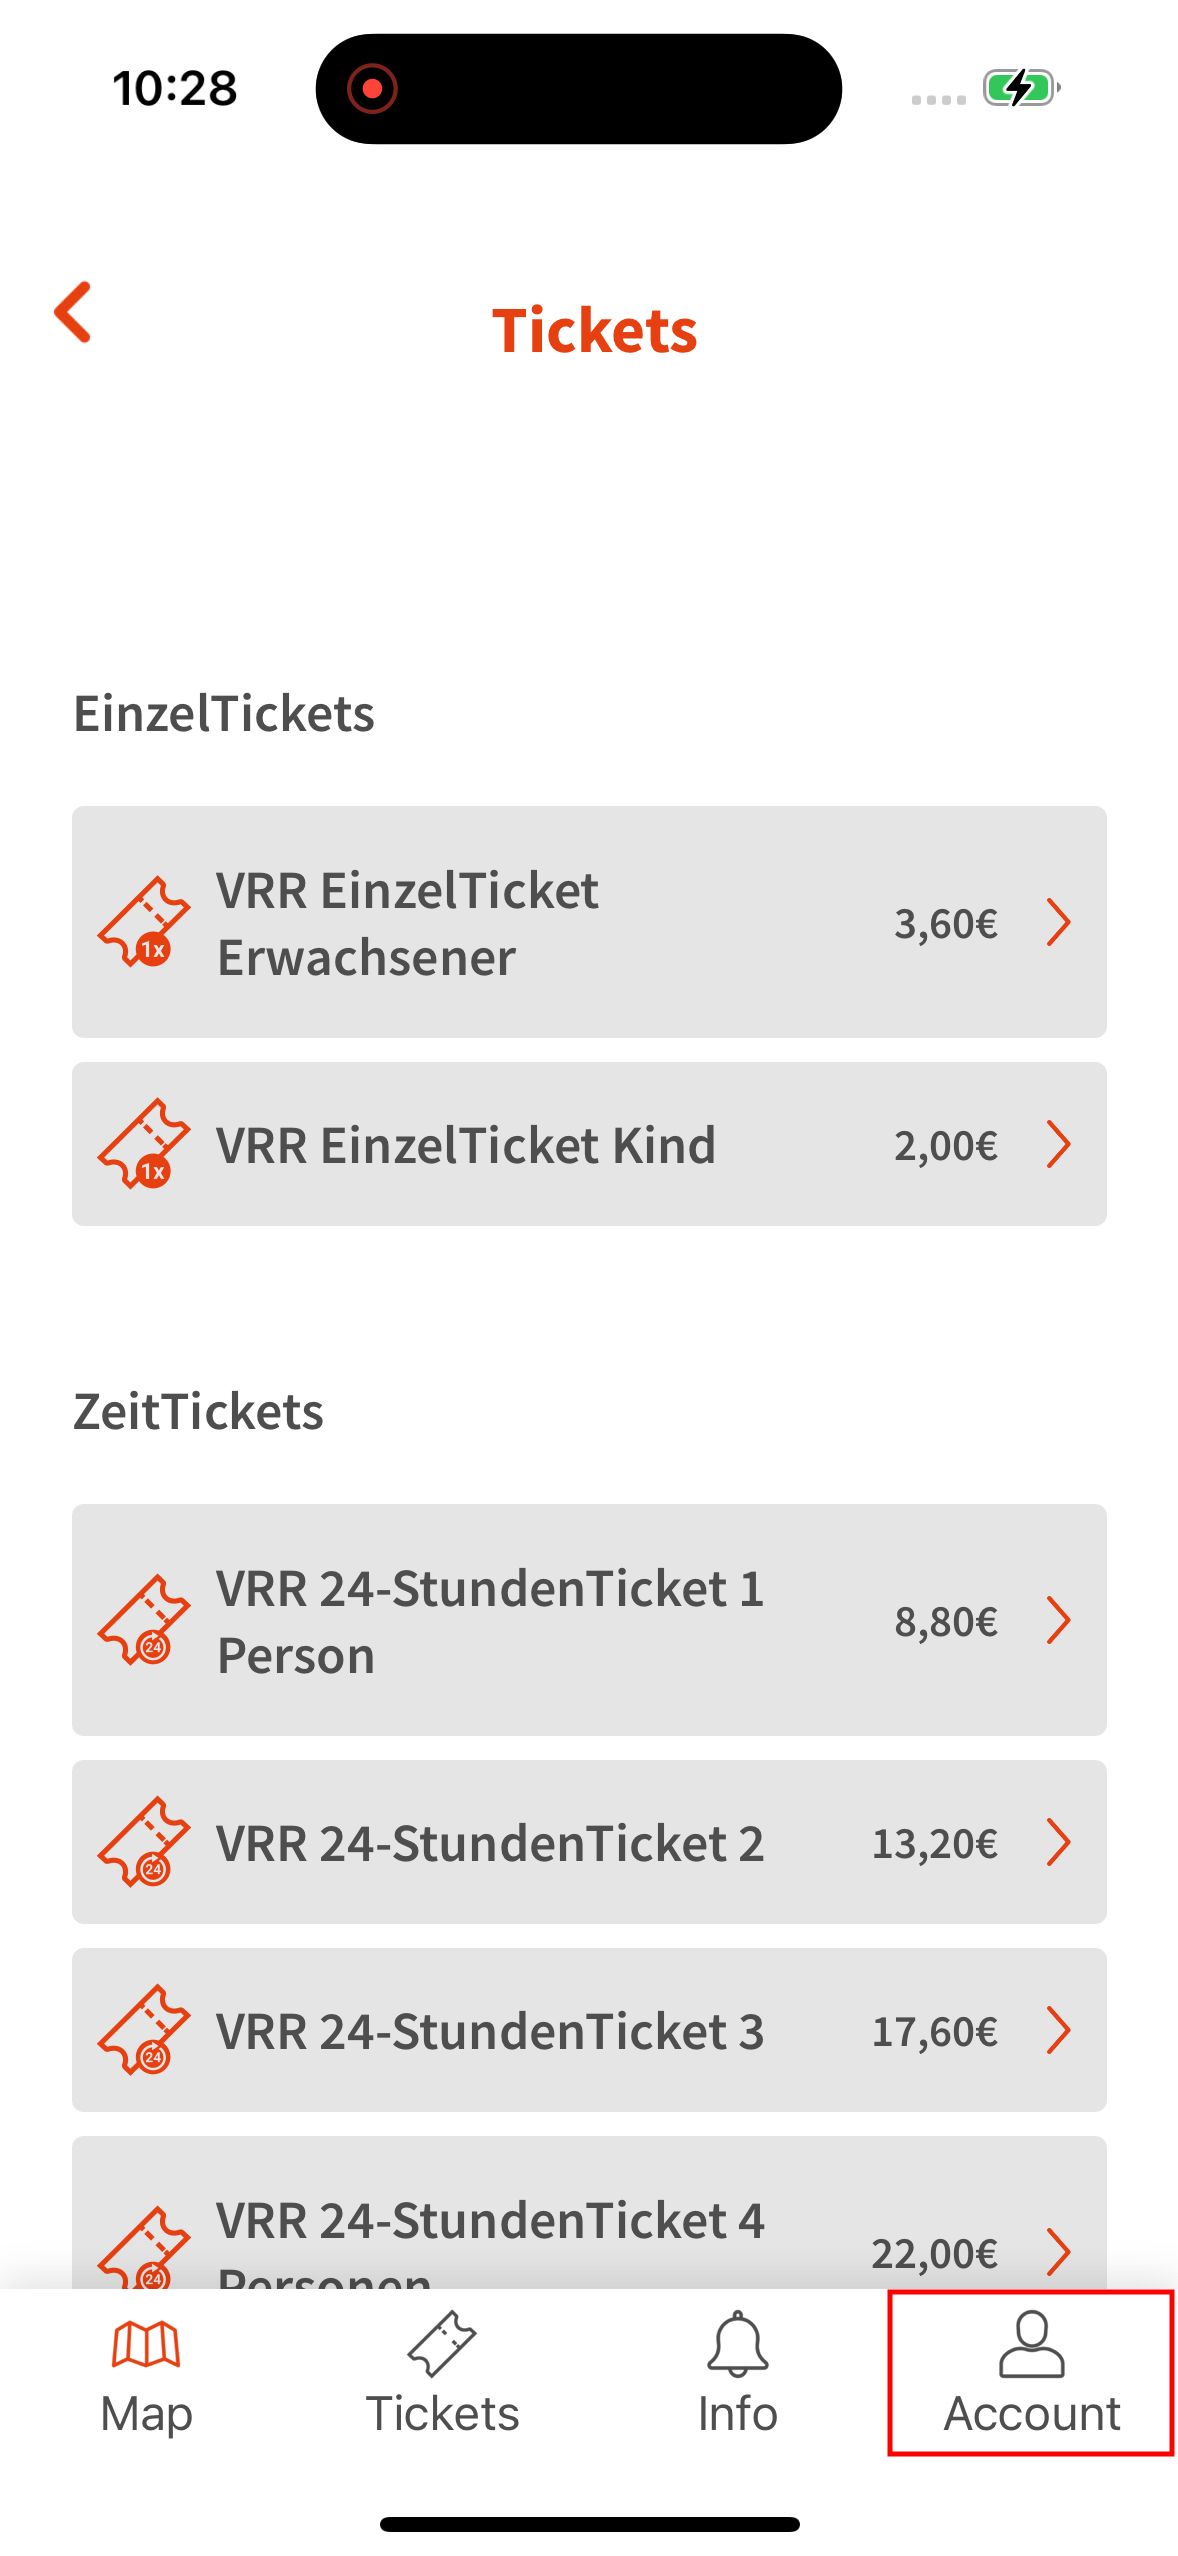 10:28
Tickets
EinzelTickets
VRR EinzelTicket
Erwachsener
3,60€
1x
VRR EinzelTicket Kind
2,00€
1x
ZeitTickets
VRR 24-StundenTicket 1
Person
8,80€
24
VRR 24-StundenTicket 2
13,20€
24
VRR 24-StundenTicket 3
17,60€
24
VRR 24-StundenTicket 4
Personen
22,00€
24
Map
Tickets
Info
Account